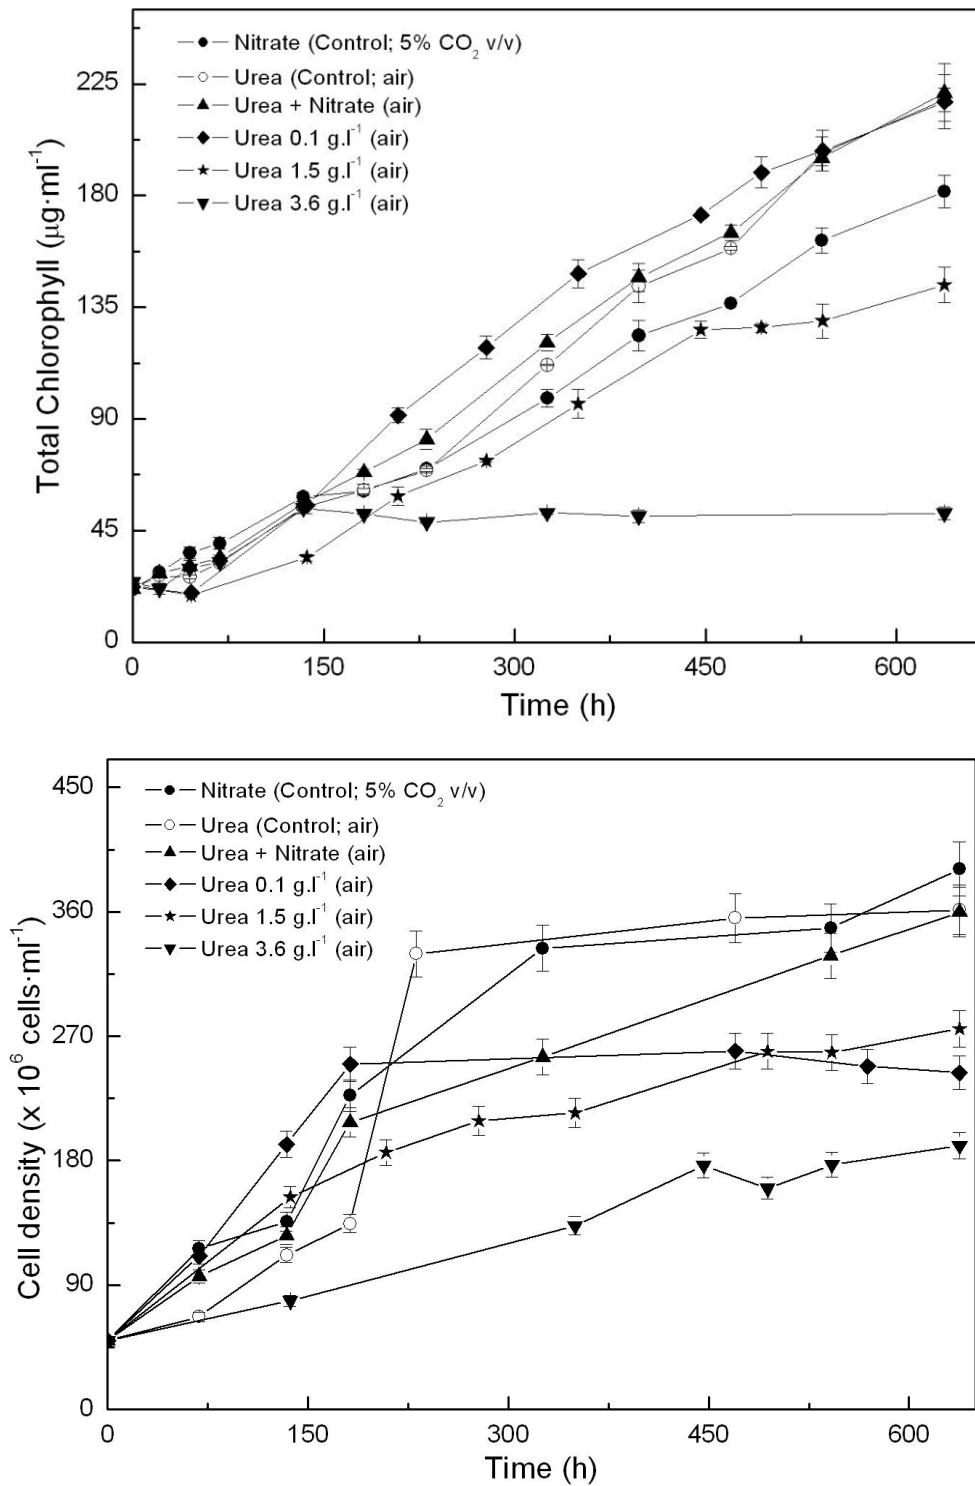 Nitrate (Control; 5% CO₂ v/v)
Urea (Control; air)
Urea + Nitrate (air)
Urea 0.1 g.l⁻¹ (air)
Urea 1.5 g.l⁻¹ (air)
Urea 3.6 g.l⁻¹ (air)
Total Chlorophyll (μg·ml⁻¹)
225
180
135
90
45
0
0 150 300 450 600
Time (h)
Nitrate (Control; 5% CO₂ v/v)
Urea (Control; air)
Urea + Nitrate (air)
Urea 0.1 g.l⁻¹ (air)
Urea 1.5 g.l⁻¹ (air)
Urea 3.6 g.l⁻¹ (air)
Cell density (x 10⁶ cells·ml⁻¹)
450
360
270
180
90
0
0 150 300 450 600
Time (h)